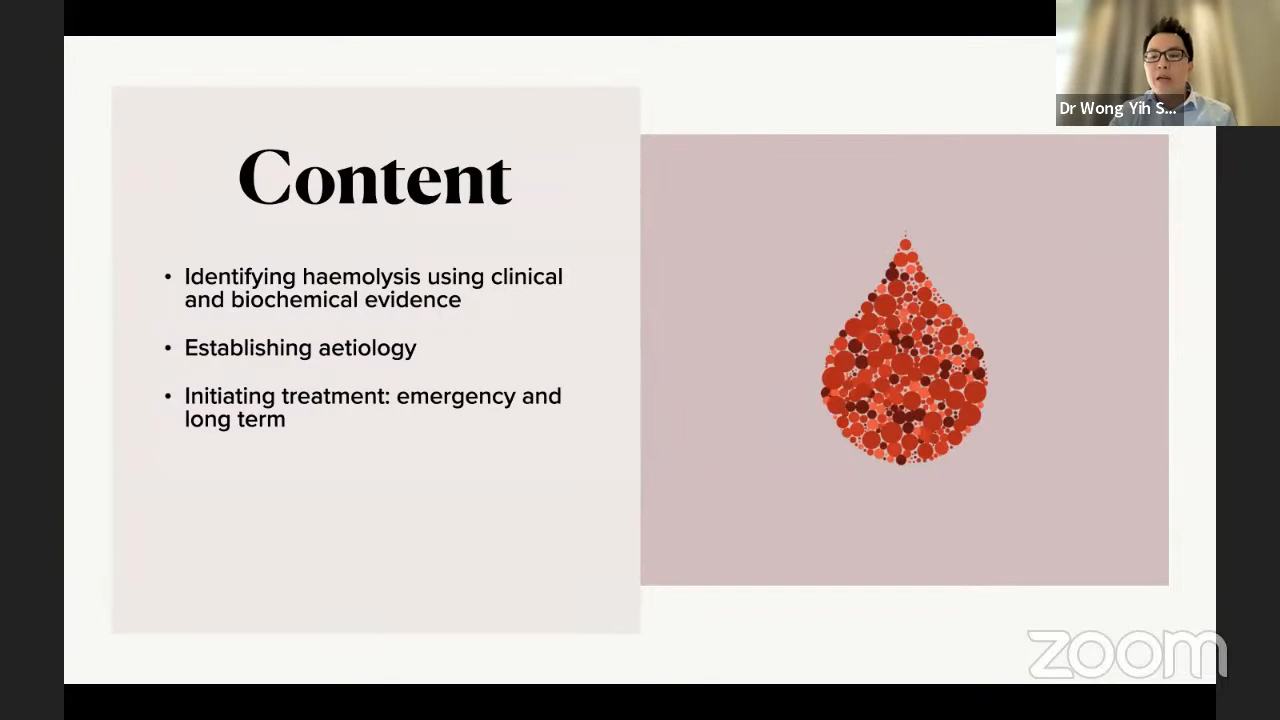 Dr Wong Yih S...
Content
• Identifying haemolysis using clinical
and biochemical evidence
• Establishing aetiology
• Initiating treatment: emergency and
long term
zoom